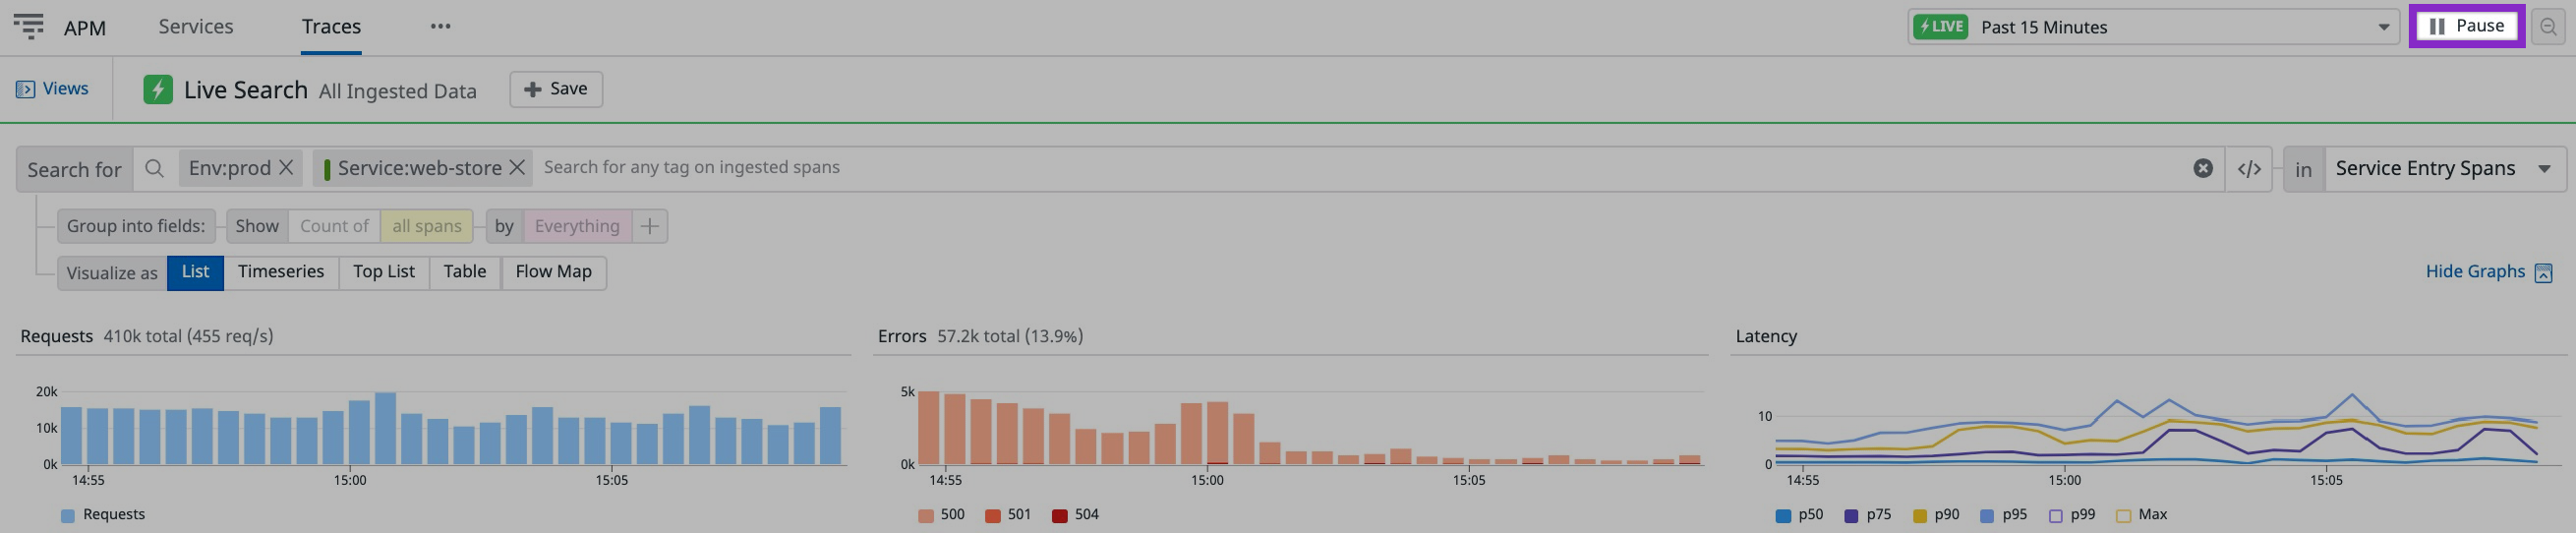 APM Services Traces ••• LIVE Past 15 Minutes Pause
Views Live Search All Ingested Data + Save
Search for Env:prod Service:web-store Search for any tag on ingested spans </> in Service Entry Spans
Group into fields: Show Count of all spans by Everything +
Visualize as List Timeseries Top List Table Flow Map Hide Graphs
Requests 410k total (455 req/s)
20k
10k
0k
14:55 15:00 15:05
Requests
Errors 57.2k total (13.9%)
5k
0k
14:55 15:00 15:05
500 501 504
Latency
10
0
14:55 15:00 15:05
p50 p75 p90 p95 p99 Max